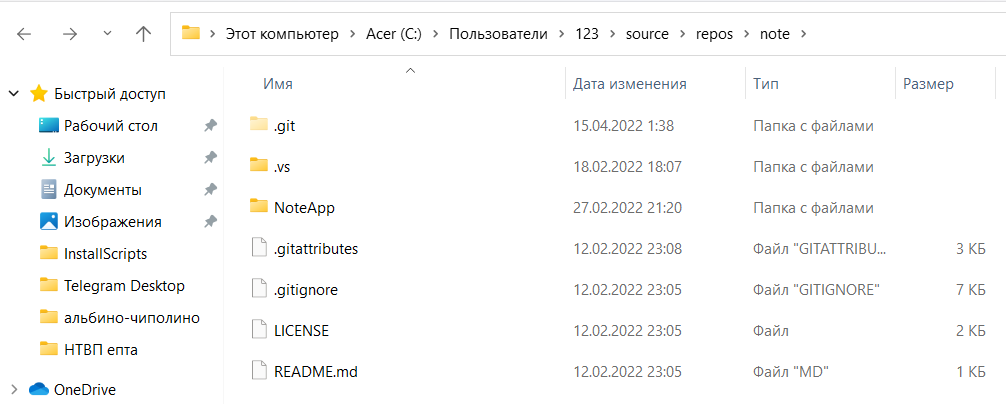 Этот компьютер > Acer (C:) > Пользователи > 123 > source > repos > note >
Имя Дата изменения Тип Размер
Быстрый доступ
Рабочий стол
Загрузки
Документы
Изображения
InstallScripts
Telegram Desktop
альбино-чиполино
НТВП епта
OneDrive
.git 15.04.2022 1:38 Папка с файлами
.vs 18.02.2022 18:07 Папка с файлами
NoteApp 27.02.2022 21:20 Папка с файлами
.gitattributes 12.02.2022 23:08 Файл "GITATTRIBU... 3 КБ
.gitignore 12.02.2022 23:05 Файл "GITIGNORE" 7 КБ
LICENSE 12.02.2022 23:05 Файл 2 КБ
README.md 12.02.2022 23:05 Файл "MD" 1 КБ